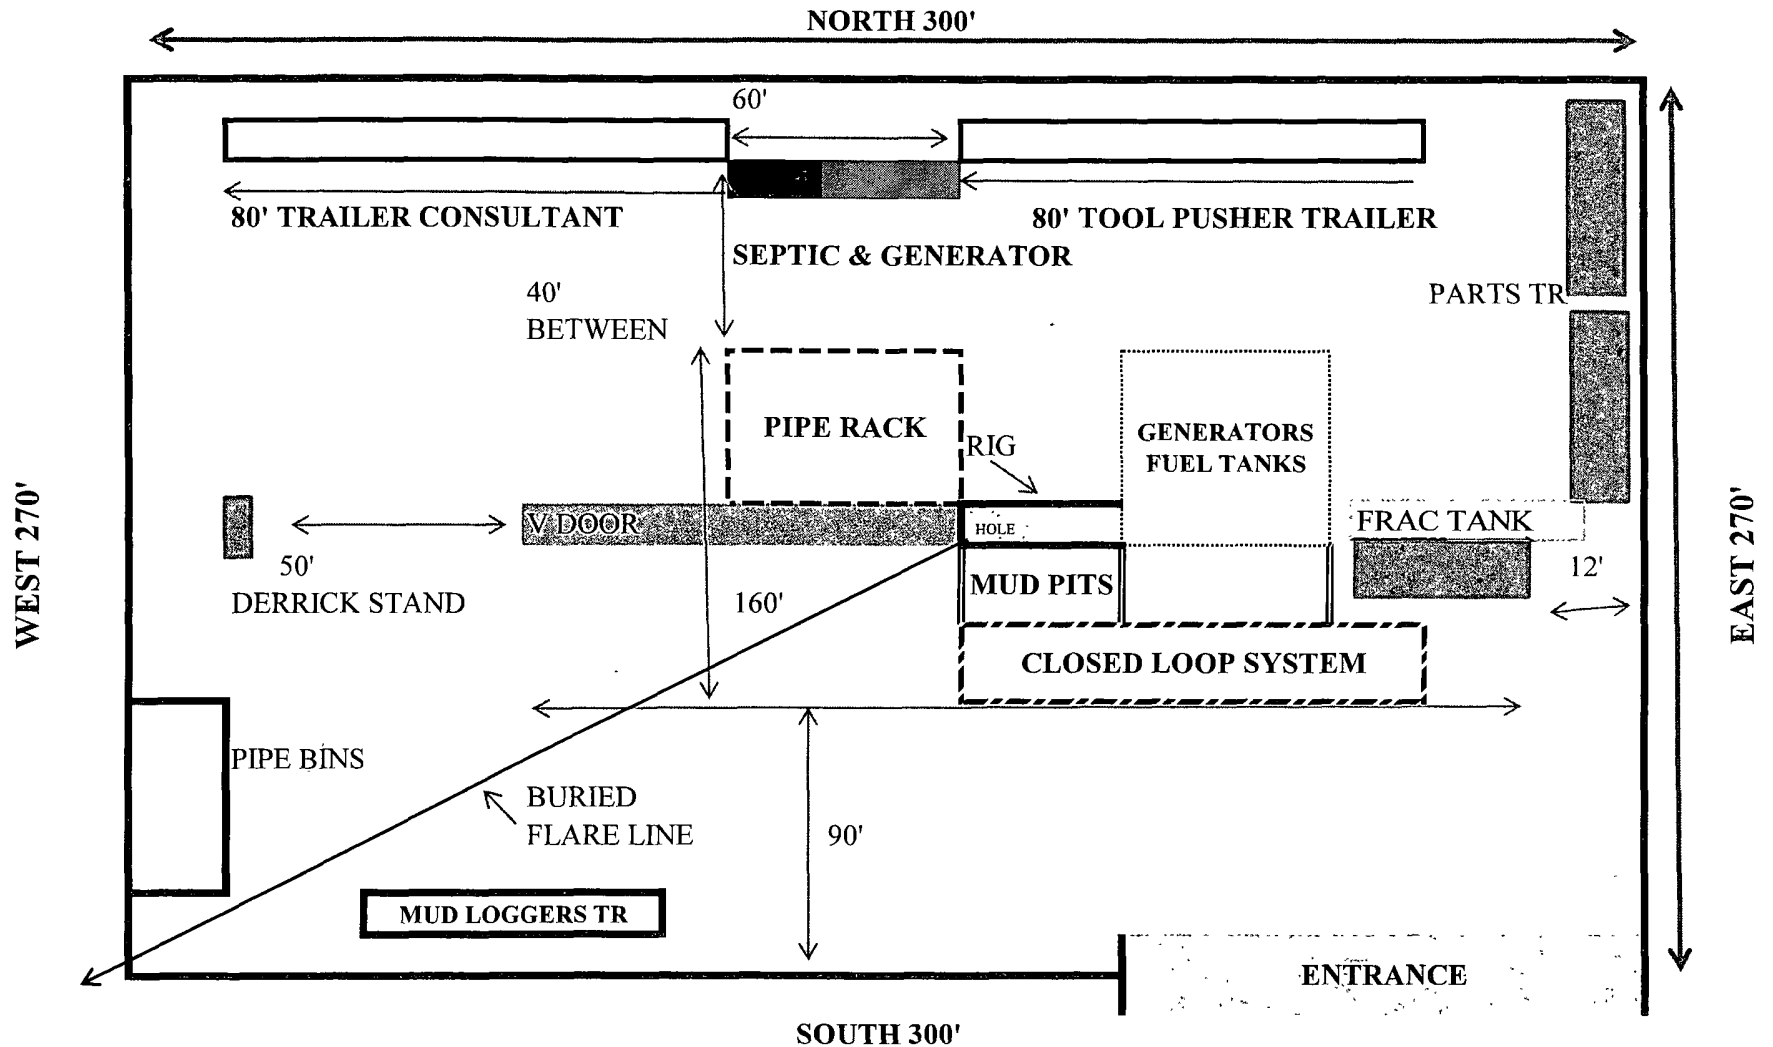 NORTH 300'
60'
80' TRAILER CONSULTANT
80' TOOL PUSHER TRAILER
SEPTIC & GENERATOR
40'
BETWEEN
PARTS TR
PIPE RACK
RIG
GENERATORS
FUEL TANKS
WEST 270'
EAST 270'
V DOOR
HOLE
FRAC TANK
50'
DERRICK STAND
160'
MUD PITS
12'
CLOSED LOOP SYSTEM
PIPE BINS
BURIED
FLARE LINE
90'
MUD LOGGERS TR
ENTRANCE
SOUTH 300'